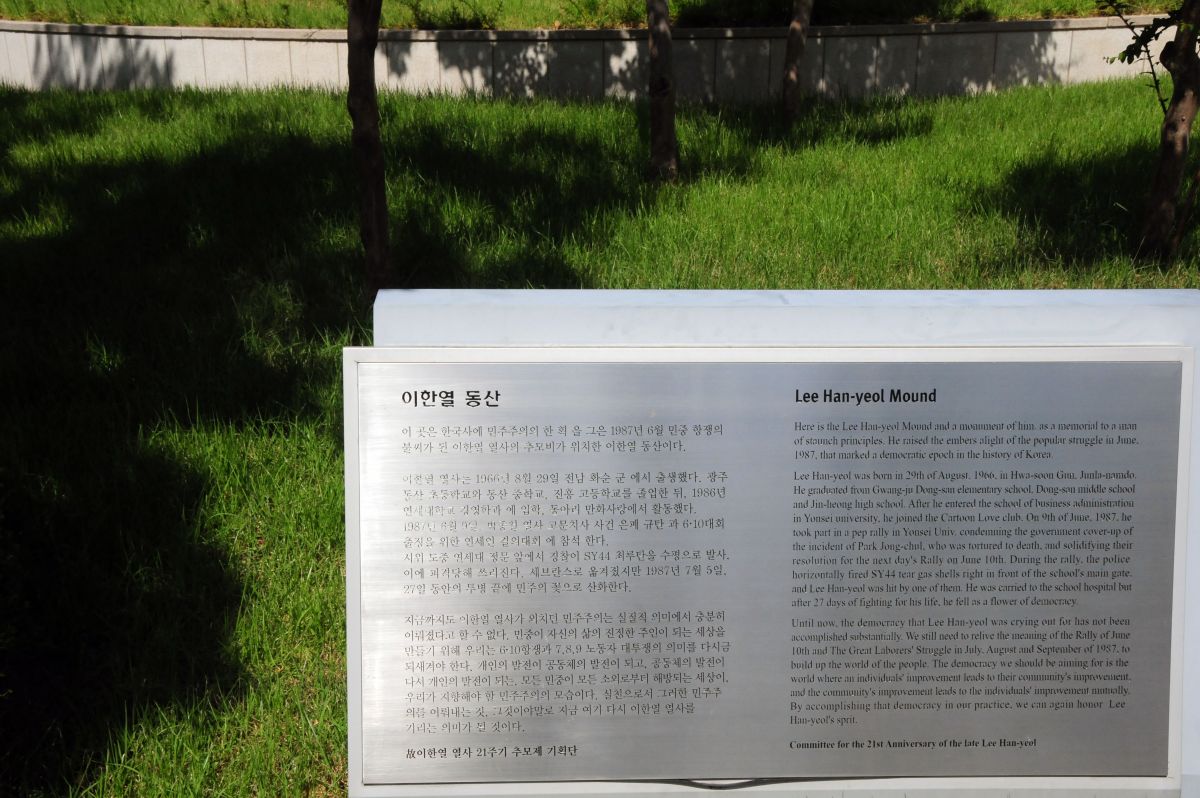 이한열 동산
이 곳은 한국사에 민주주의의 한 획 을 그은 1987년 6월 민중 항쟁의
불씨가 된 이한열 열사의 추모비가 위치한 이한열 동산이다.
이한열 열사는 1966년 8월 29일 전남 화순 군 에서 출생했다. 광주
동산 초등학교와 동산 중학교, 진흥 고등학교를 졸업한 뒤, 1986년
연세대학교 경영학과 에 입학, 동아리 만화사랑에서 활동했다.
1987년 6월 9일, 박종철 열사 고문치사 사건 은폐 규탄 과 6·10대회
출정을 위한 연세인 결의대회 에 참석 한다.
시위 도중 연세대 정문 앞에서 경찰이 SY44 최루탄을 수평으로 발사,
이에 피격당해 쓰러진다. 세브란스로 옮겨졌지만 1987년 7월 5일,
27일 동안의 투병 끝에 민주의 꽃으로 산화한다.
지금까지도 이한열 열사가 외치던 민주주의는 실질적 의미에서 충분히
이뤄졌다고 할 수 없다. 민중이 자신의 삶의 진정한 주인이 되는 세상을
만들기 위해 우리는 6·10항쟁과 7,8,9 노동자 대투쟁의 의미를 다시금
되새겨야 한다. 개인의 발전이 공동체의 발전이 되고, 공동체의 발전이
다시 개인의 발전이 되는, 모든 민중이 모든 소외로부터 해방되는 세상이,
우리가 지향해야 할 민주주의의 모습이다. 실천으로서 그러한 민주주
의를 이뤄내는 것, 그것이야말로 지금 여기 다시 이한열 열사를
기리는 의미가 될 것이다.
故이한열 열사 21주기 추모제 기획단
Lee Han-yeol Mound
Here is the Lee Han-yeol Mound and a monument of him, as a memorial to a man
of staunch principles. He raised the embers alight of the popular struggle in June,
1987, that marked a democratic epoch in the history of Korea.
Lee Han-yeol was born in 29th of August, 1966, in Hwa-soon Gun, Junla-namdo.
He graduated from Gwang-ju Dong-san elementary school, Dong-san middle school
and Jin-heong high school. After he entered the school of business administration
in Yonsei university, he joined the Cartoon Love club. On 9th of June, 1987, he
took part in a pep rally in Yonsei Univ. condemning the government cover-up of
the incident of Park Jong-chul, who was tortured to death, and solidifying their
resolution for the next day's Rally on June 10th. During the rally, the police
horizontally fired SY44 tear gas shells right in front of the school's main gate,
and Lee Han-yeol was hit by one of them. He was carried to the school hospital but
after 27 days of fighting for his life, he fell as a flower of democracy.
Until now, the democracy that Lee Han-yeol was crying out for has not been
accomplished substantially. We still need to relive the meaning of the Rally of June
10th and The Great Laborers' Struggle in July, August and September of 1987, to
build up the world of the people. The democracy we should be aiming for is the
world where an individuals' improvement leads to their community's improvement,
and the community's improvement leads to the individuals' improvement mutually.
By accomplishing that democracy in our practice, we can again honor Lee
Han-yeol's sprit.
Committee for the 21st Anniversary of the late Lee Han-yeol